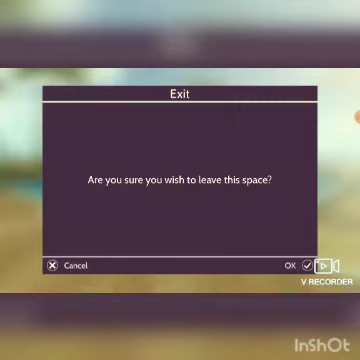 Exit
Are you sure you wish to leave this space?
Cancel
OK
V RECORDER
InShOt